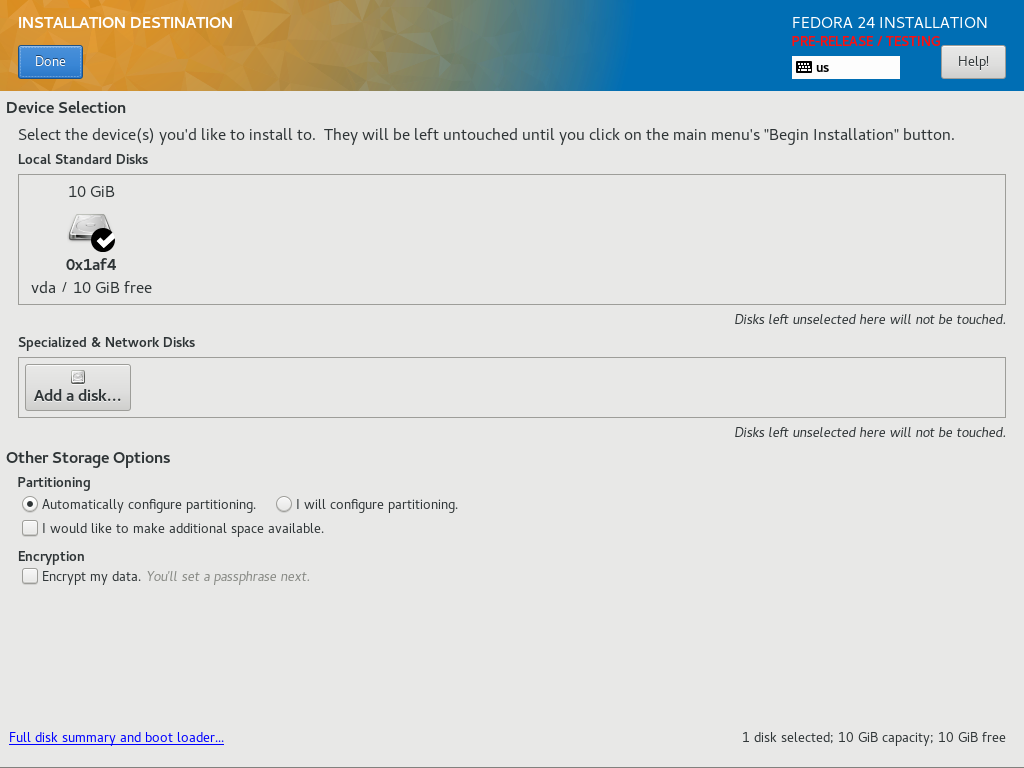 INSTALLATION DESTINATION
FEDORA 24 INSTALLATION
PRE-RELEASE / TESTING
Done
us
Help!
Device Selection
Select the device(s) you'd like to install to.  They will be left untouched until you click on the main menu's "Begin Installation" button.
Local Standard Disks
10 GiB
0x1af4
vda / 10 GiB free
Disks left unselected here will not be touched.
Specialized & Network Disks
Add a disk...
Disks left unselected here will not be touched.
Other Storage Options
Partitioning
Automatically configure partitioning. I will configure partitioning.
I would like to make additional space available.
Encryption
Encrypt my data. You'll set a passphrase next.
Full disk summary and boot loader... 1 disk selected; 10 GiB capacity; 10 GiB free